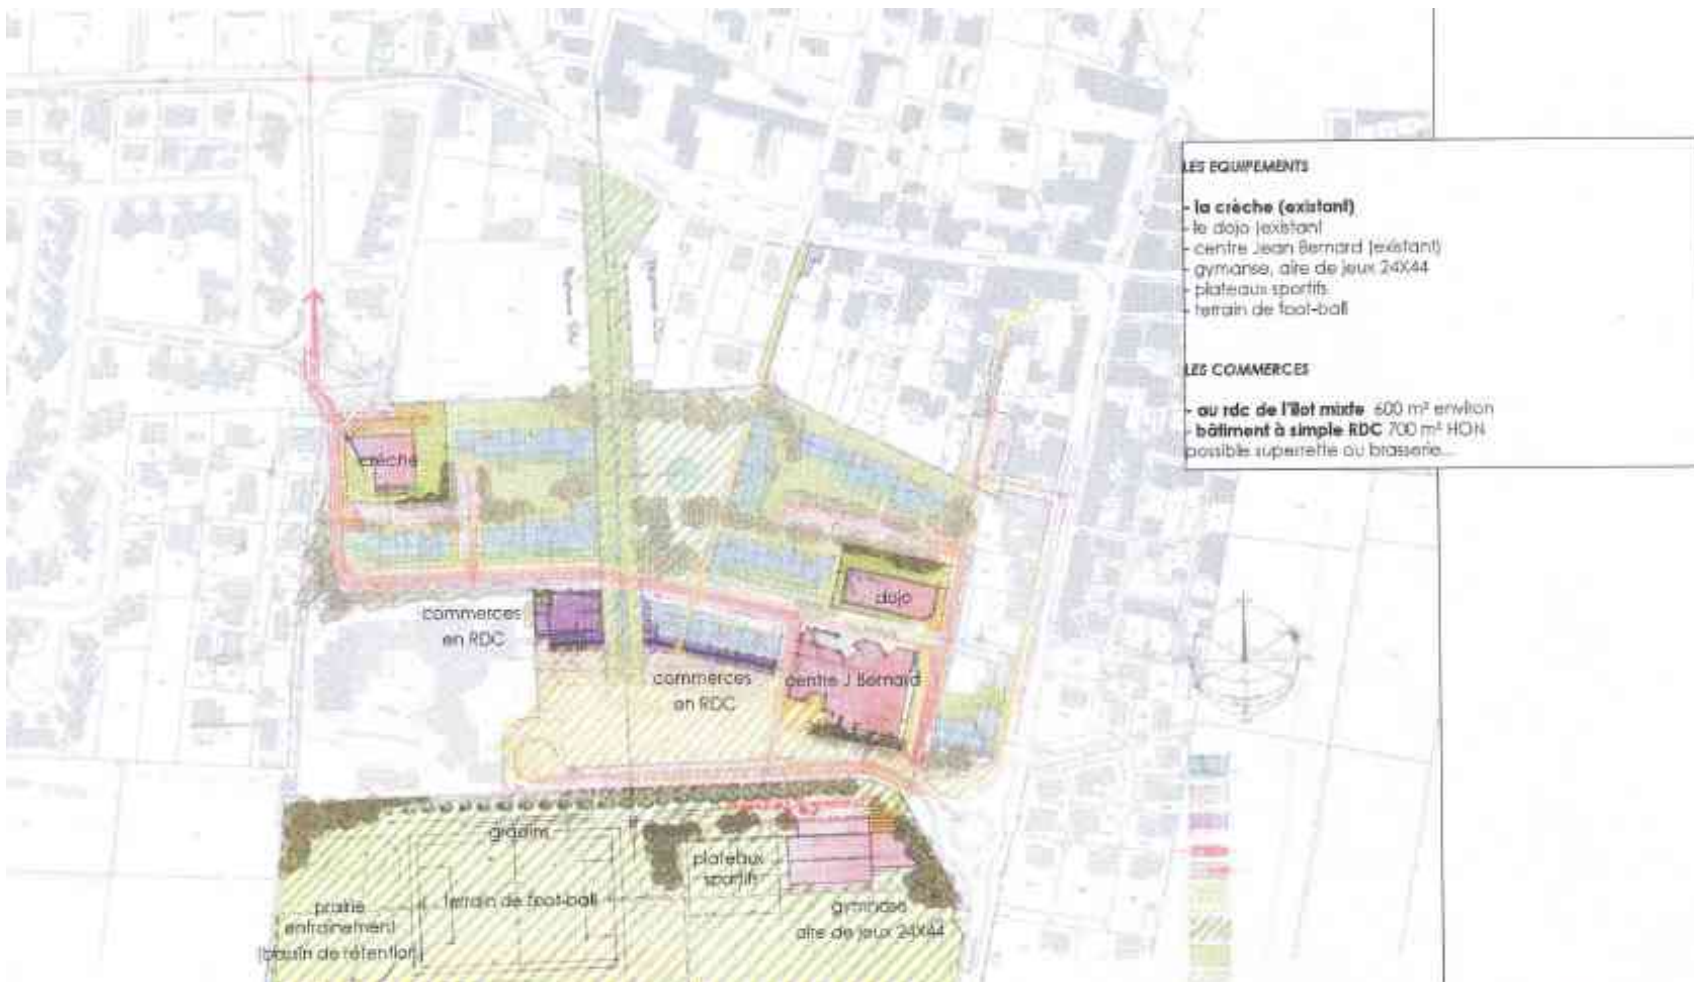 LES EQUIPEMENTS
- la crèche (existant)
- le dojo (existant
- centre Jean Bernard (existant)
- gymanse, aire de jeux 24X44
- plateaux sportifs
- terrain de foot-ball
LES COMMERCES
- au rdc de l'îlot mixte 600 m² environ
- bâtiment à simple RDC 700 m² HON
possible superette ou brasserie...
crèche
dojo
commerces
en RDC
commerces
en RDC
centre J Bernard
gradins
plateaux
sportifs
terrain de foot-ball
prairie
entrainement
(bassin de rétention
gymnase
aire de jeux 24X44